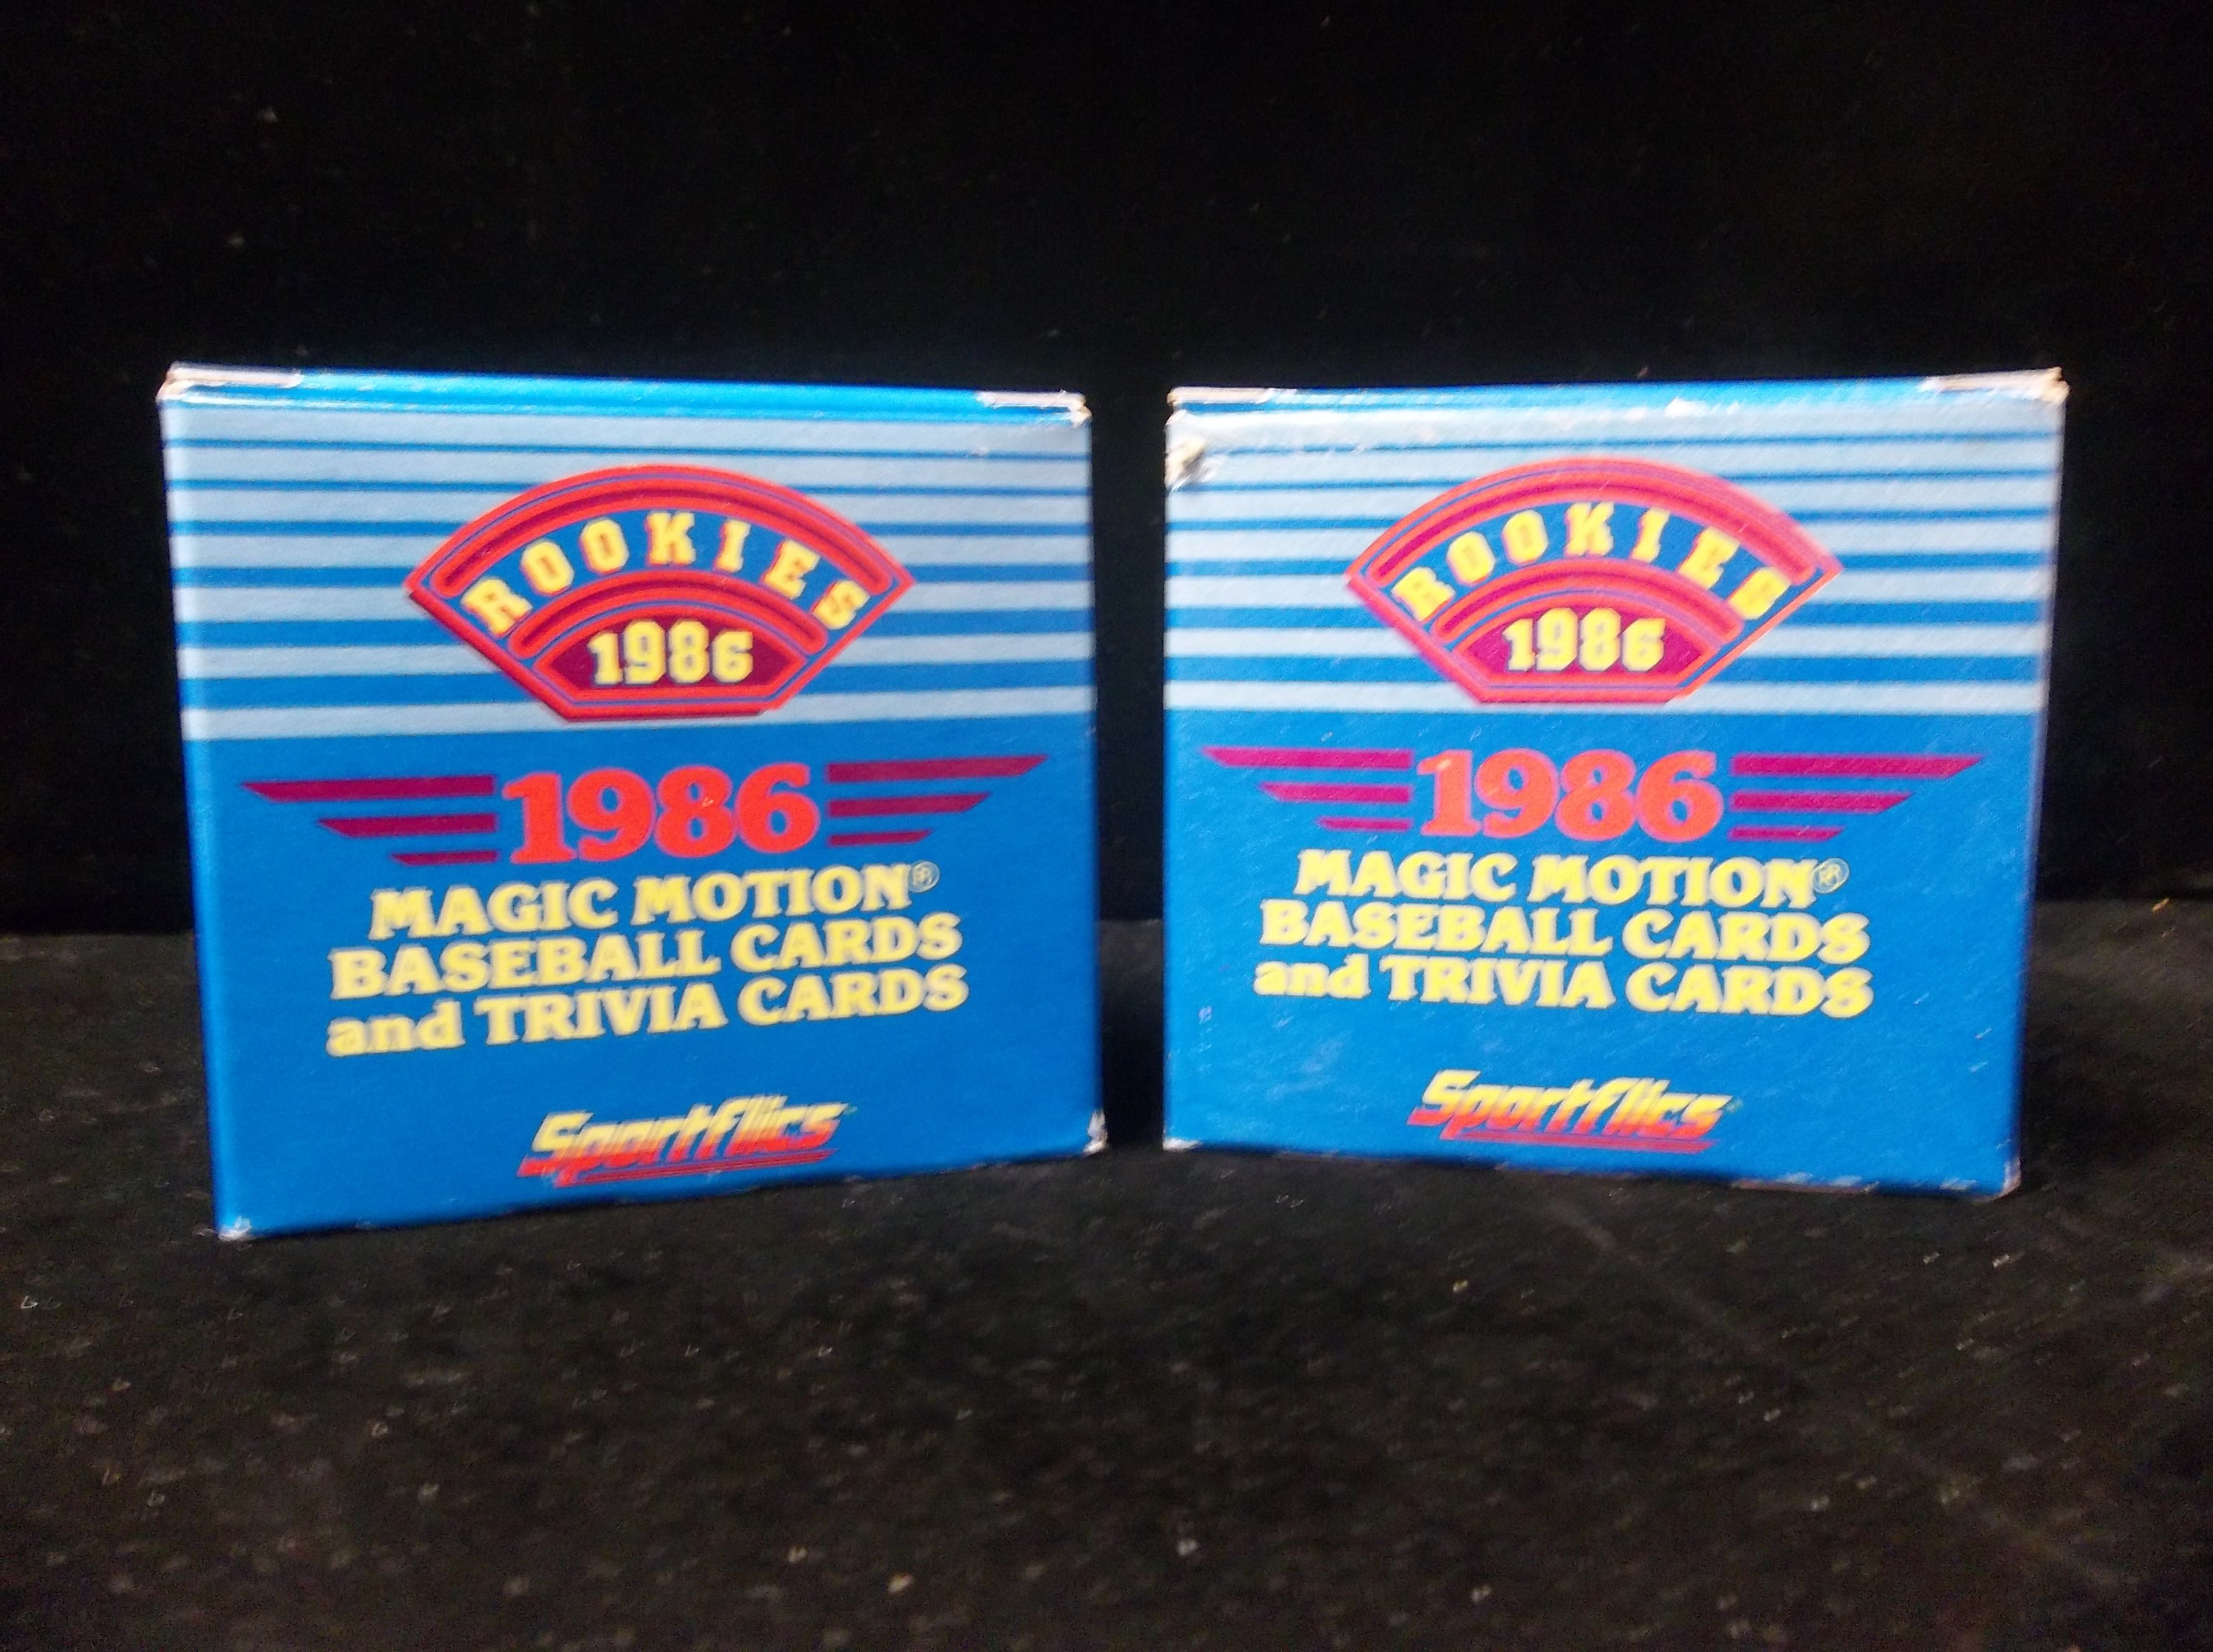 ROOKIES
1986
1986
MAGIC MOTION®
BASEBALL CARDS
and TRIVIA CARDS
Sportflics
ROOKIES
1986
1986
MAGIC MOTION®
BASEBALL CARDS
and TRIVIA CARDS
Sportflics